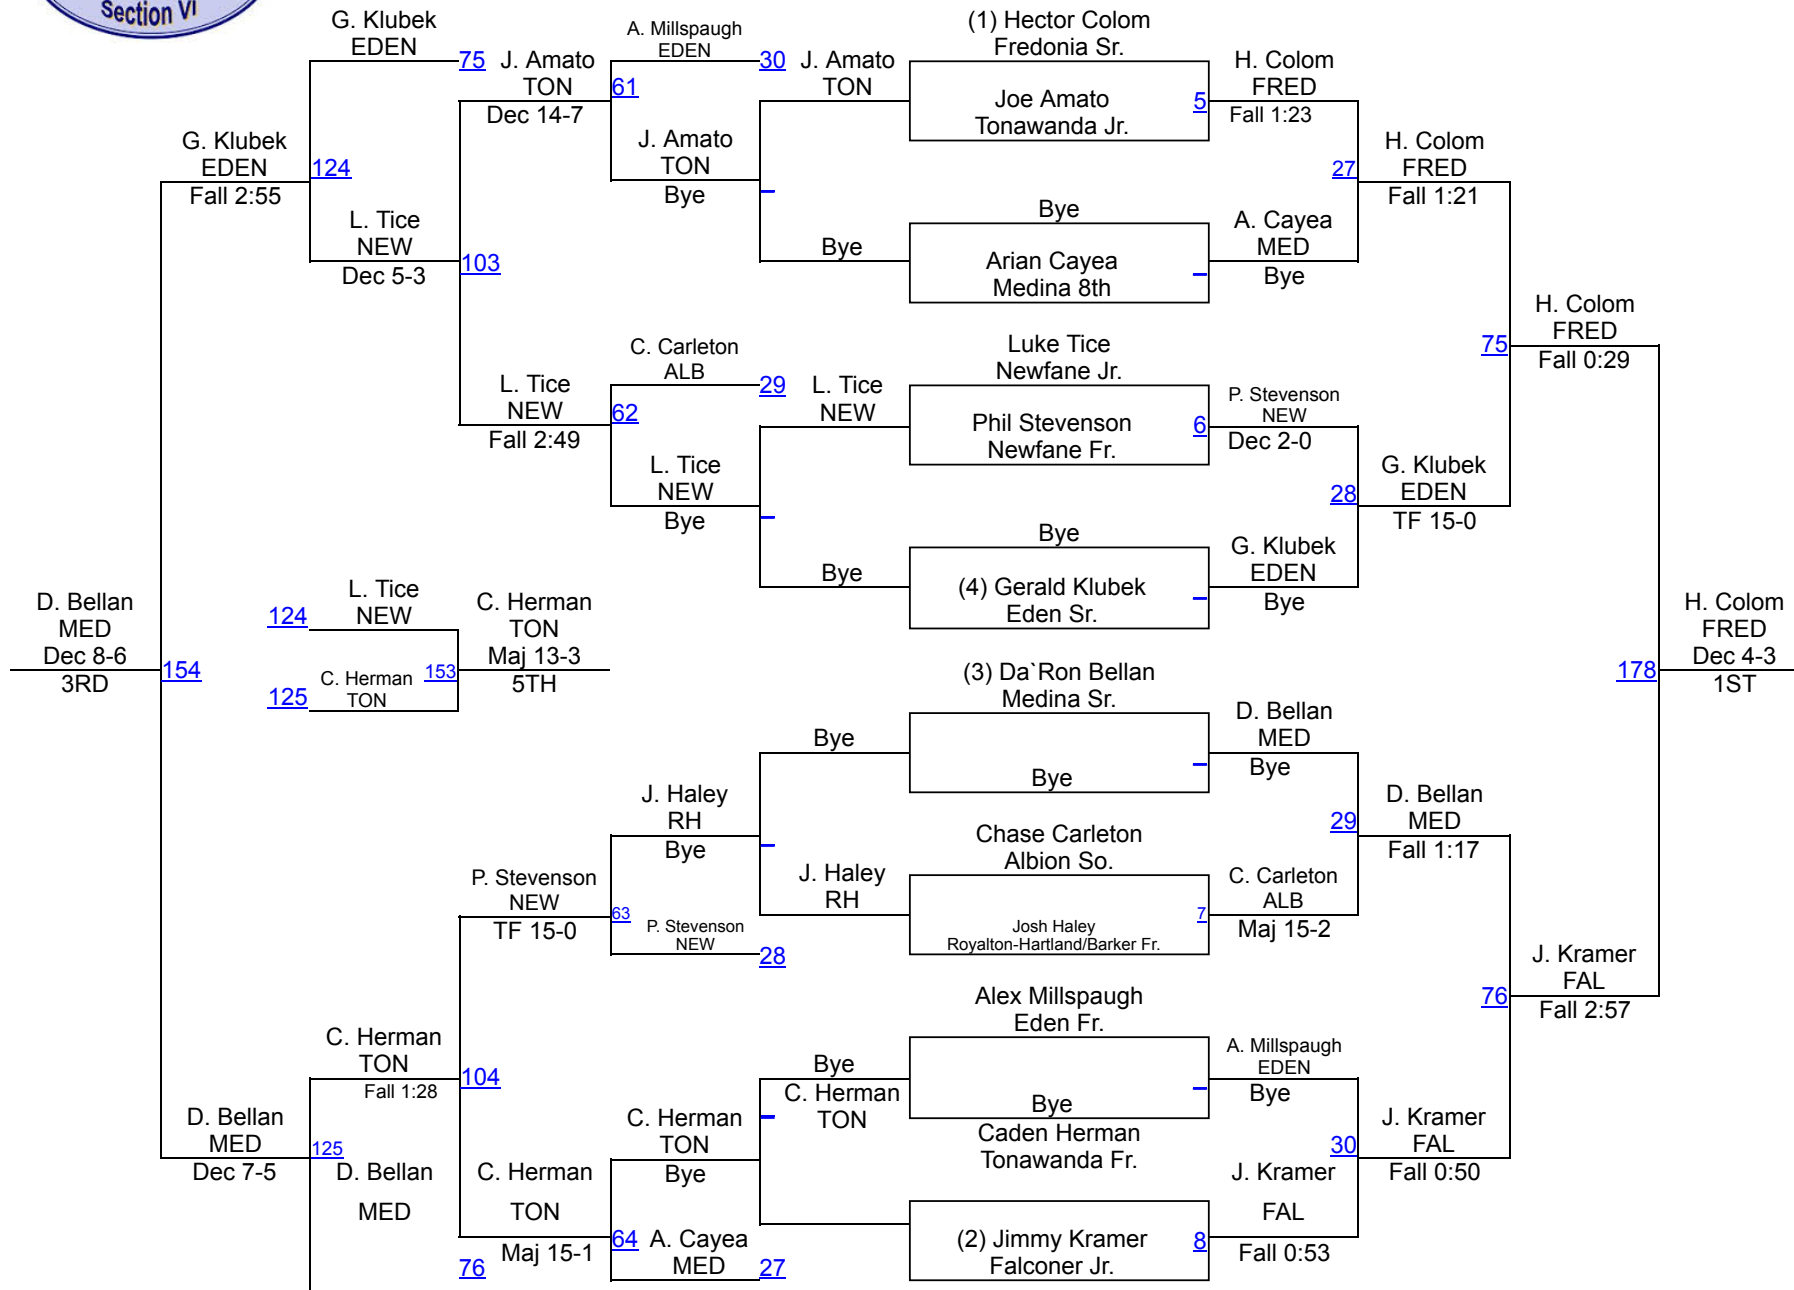 Section VI
G. Klubek
EDEN
75
J. Amato
TON
Dec 14-7
61
A. Millspaugh
EDEN
30
J. Amato
TON
J. Amato
TON
Bye
(1) Hector Colom
Fredonia Sr.
Joe Amato
Tonawanda Jr.
5
H. Colom
FRED
Fall 1:23
G. Klubek
EDEN
Fall 2:55
124
L. Tice
NEW
Dec 5-3
103
Bye
Bye
Arian Cayea
Medina 8th
A. Cayea
MED
Bye
27
H. Colom
FRED
Fall 1:21
C. Carleton
ALB
29
L. Tice
NEW
Fall 2:49
62
L. Tice
NEW
L. Tice
NEW
Bye
Luke Tice
Newfane Jr.
Phil Stevenson
Newfane Fr.
6
P. Stevenson
NEW
Dec 2-0
28
G. Klubek
EDEN
TF 15-0
75
H. Colom
FRED
Fall 0:29
Bye
Bye
(4) Gerald Klubek
Eden Sr.
G. Klubek
EDEN
Bye
D. Bellan
MED
Dec 8-6
3RD
154
124
L. Tice
NEW
125
C. Herman
TON
153
C. Herman
TON
Maj 13-3
5TH
178
H. Colom
FRED
Dec 4-3
1ST
(3) Da`Ron Bellan
Medina Sr.
Bye
Bye
D. Bellan
MED
Bye
J. Haley
RH
Bye
J. Haley
RH
Chase Carleton
Albion So.
Josh Haley
Royalton-Hartland/Barker Fr.
7
C. Carleton
ALB
Maj 15-2
29
D. Bellan
MED
Fall 1:17
P. Stevenson
NEW
TF 15-0
63
P. Stevenson
NEW
28
76
J. Kramer
FAL
Fall 2:57
Alex Millspaugh
Eden Fr.
Bye
Bye
A. Millspaugh
EDEN
Bye
C. Herman
TON
Fall 1:28
104
C. Herman
TON
Bye
C. Herman
TON
Caden Herman
Tonawanda Fr.
(2) Jimmy Kramer
Falconer Jr.
8
J. Kramer
FAL
Fall 0:53
30
J. Kramer
FAL
Fall 0:50
D. Bellan
MED
Dec 7-5
125
D. Bellan
MED
76
C. Herman
TON
Maj 15-1
64
A. Cayea
MED
27